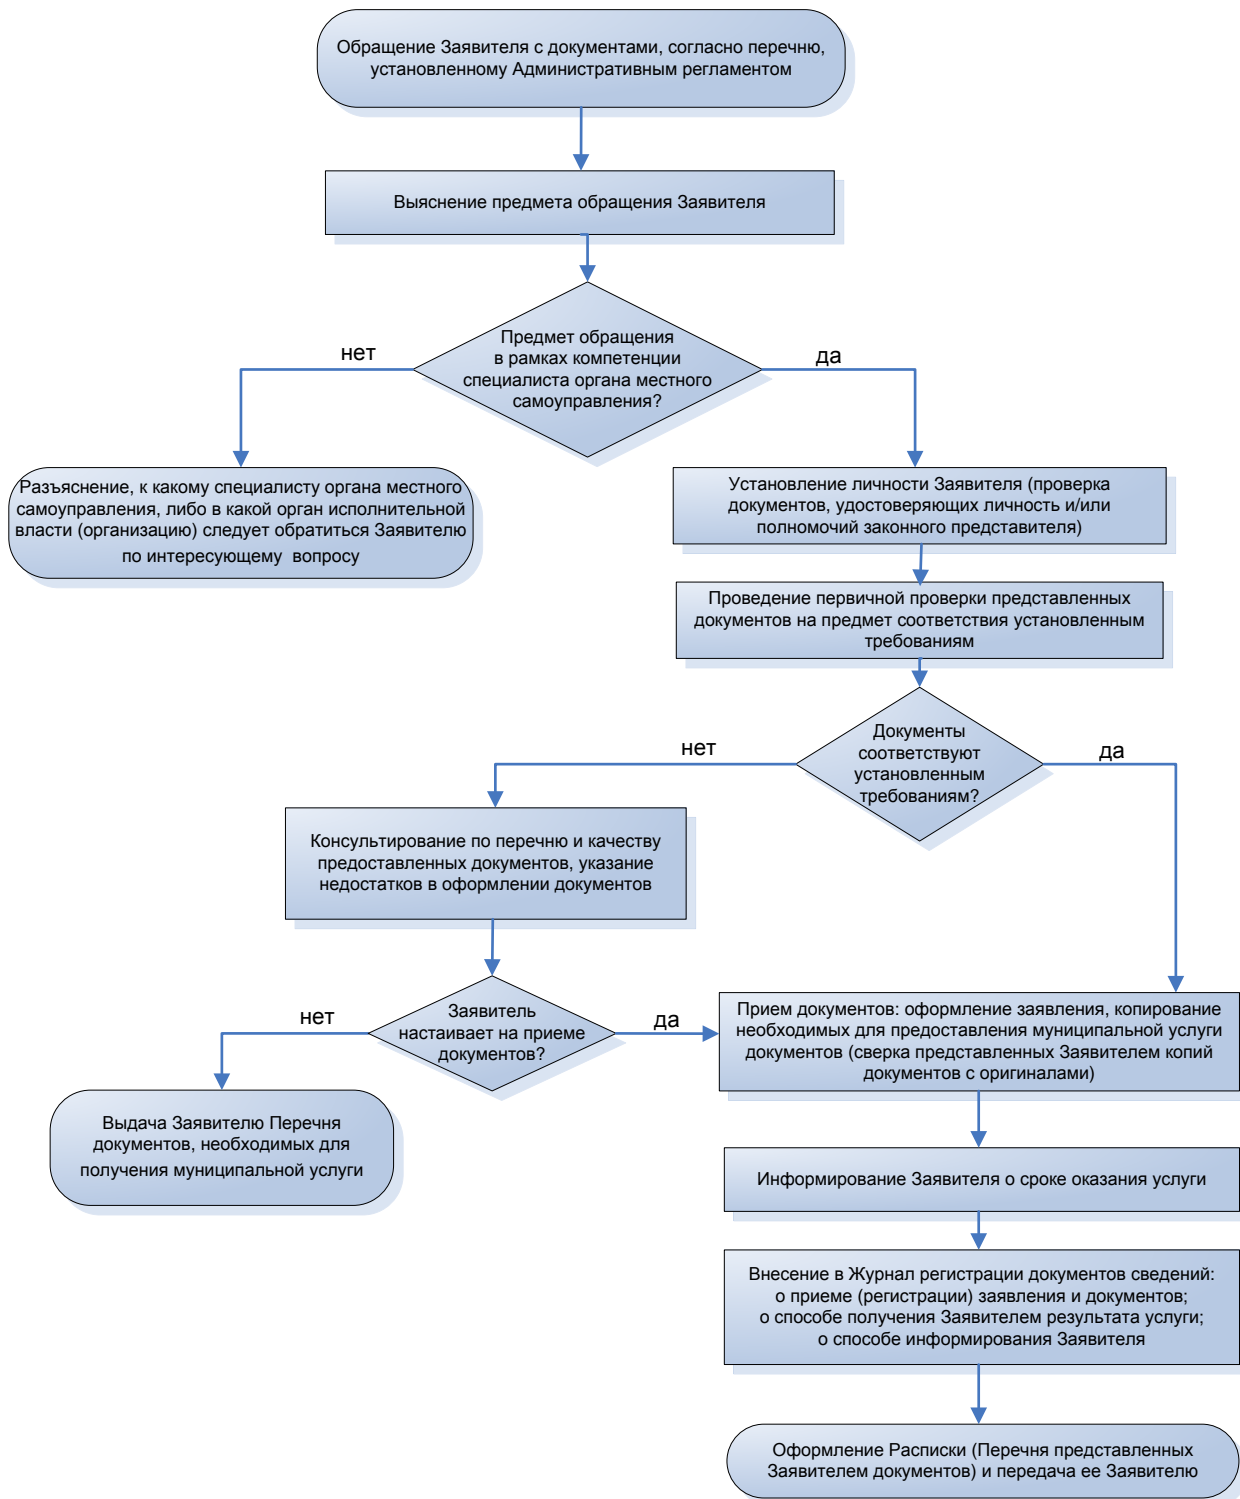 Обращение Заявителя с документами, согласно перечню,
установленному Административным регламентом
Выяснение предмета обращения Заявителя
Предмет обращения
в рамках компетенции
специалиста органа местного
самоуправления?
нет
да
Разъяснение, к какому специалисту органа местного
самоуправления, либо в какой орган исполнительной
власти (организацию) следует обратиться Заявителю
по интересующему вопросу
Установление личности Заявителя (проверка
документов, удостоверяющих личность и/или
полномочий законного представителя)
Проведение первичной проверки представленных
документов на предмет соответствия установленным
требованиям
Документы
соответствуют
установленным
требованиям?
нет
да
Консультирование по перечню и качеству
предоставленных документов, указание
недостатков в оформлении документов
Заявитель
настаивает на приеме
документов?
нет
да
Прием документов: оформление заявления, копирование
необходимых для предоставления муниципальной услуги
документов (сверка представленных Заявителем копий
документов с оригиналами)
Выдача Заявителю Перечня
документов, необходимых для
получения муниципальной услуги
Информирование Заявителя о сроке оказания услуги
Внесение в Журнал регистрации документов сведений:
о приеме (регистрации) заявления и документов;
о способе получения Заявителем результата услуги;
о способе информирования Заявителя
Оформление Расписки (Перечня представленных
Заявителем документов) и передача ее Заявителю